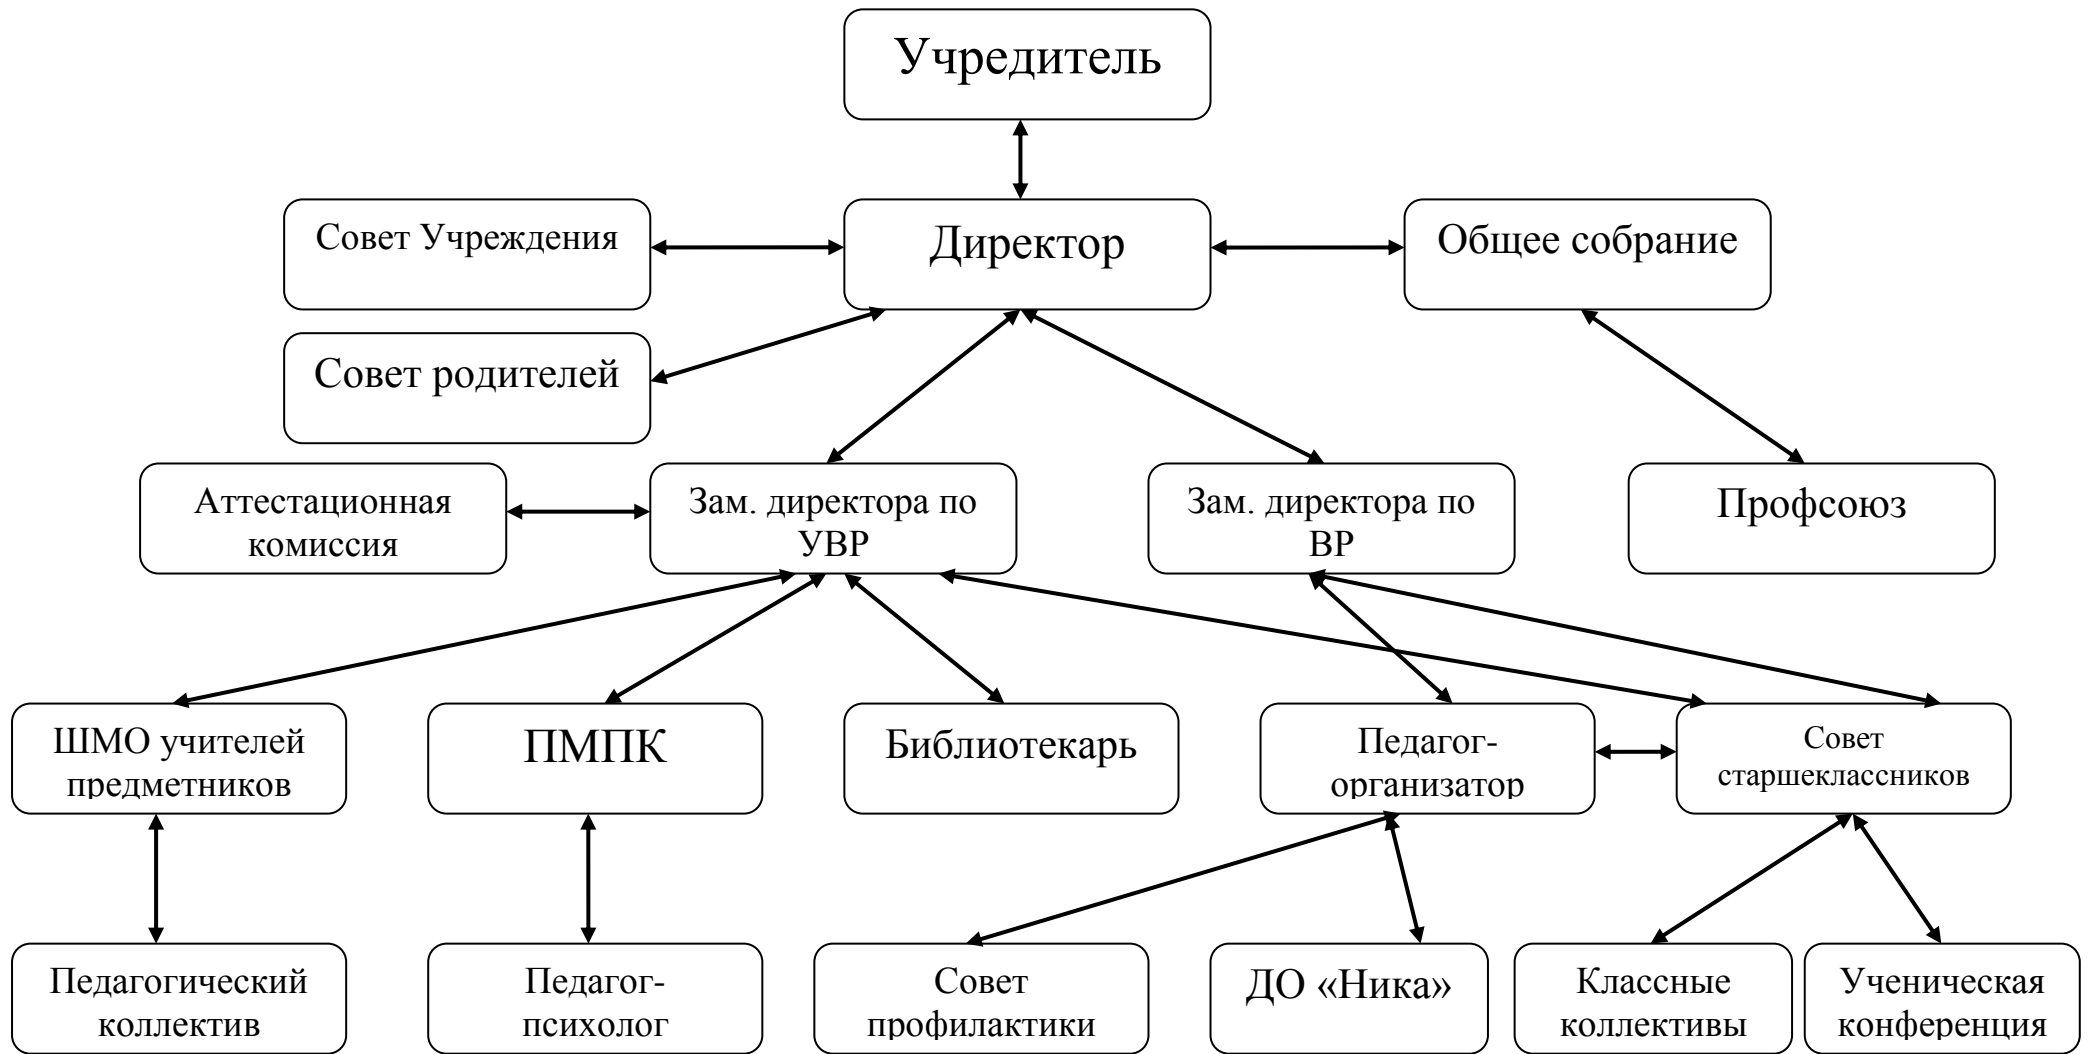 Учредитель
Совет Учреждения
Директор
Общее собрание
Совет родителей
Аттестационная
комиссия
Зам. директора по
УВР
Зам. директора по
ВР
Профсоюз
ШМО учителей
предметников
ПМПК
Библиотекарь
Педагог-
организатор
Совет
старшеклассников
Педагогический
коллектив
Педагог-
психолог
Совет
профилактики
ДО «Ника»
Классные
коллективы
Ученическая
конференция